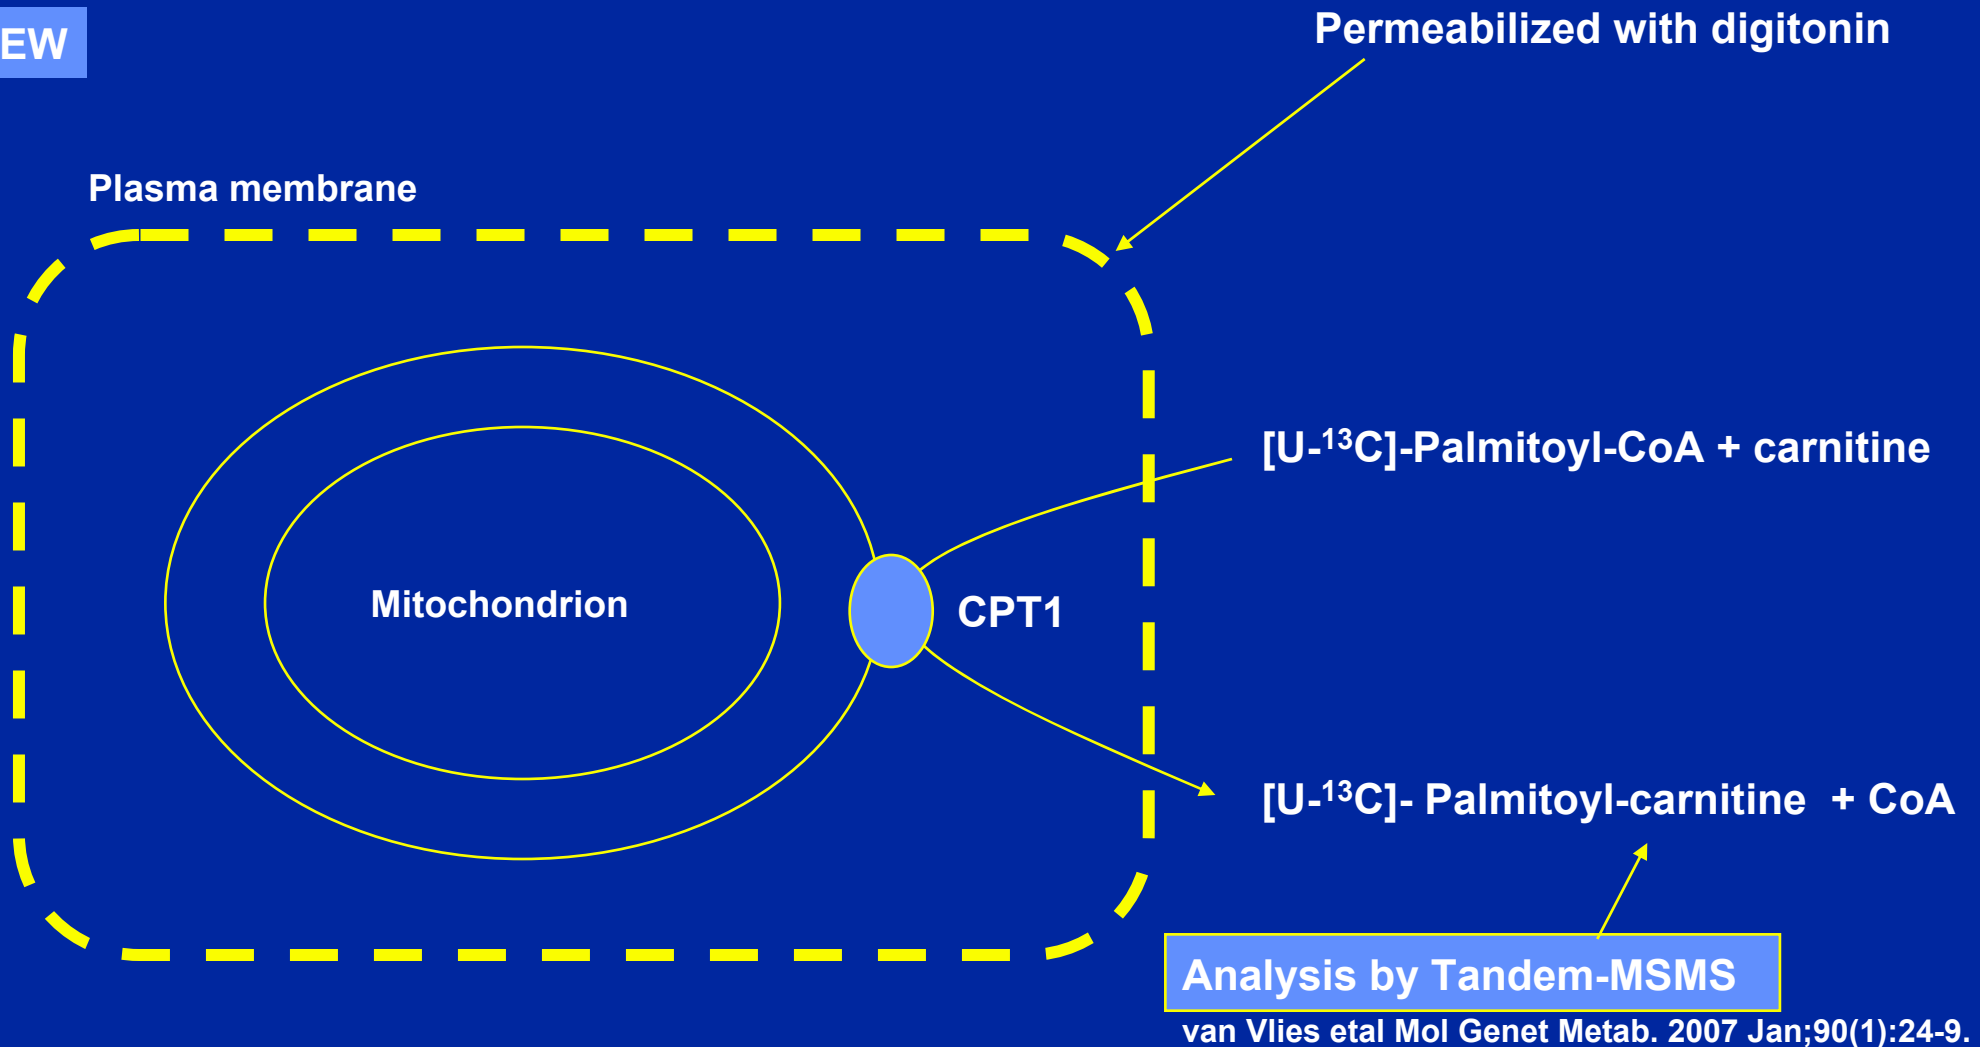 EW
Permeabilized with digitonin
Plasma membrane
[U-¹³C]-Palmitoyl-CoA + carnitine
Mitochondrion
CPT1
[U-¹³C]- Palmitoyl-carnitine + CoA
Analysis by Tandem-MSMS
van Vlies etal Mol Genet Metab. 2007 Jan;90(1):24-9.